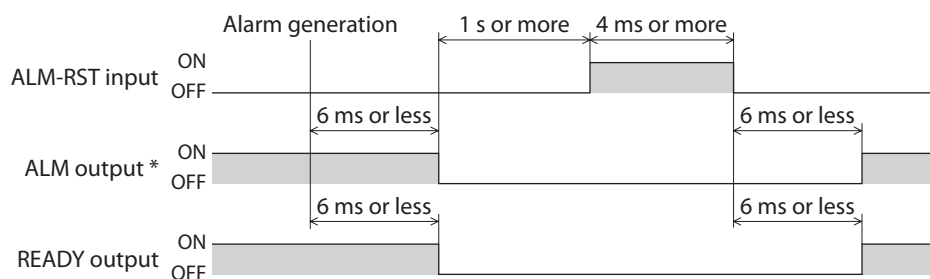 Alarm generation
1 s or more
4 ms or more
ALM-RST input
ON
OFF
6 ms or less
6 ms or less
ALM output *
ON
OFF
6 ms or less
6 ms or less
READY output
ON
OFF